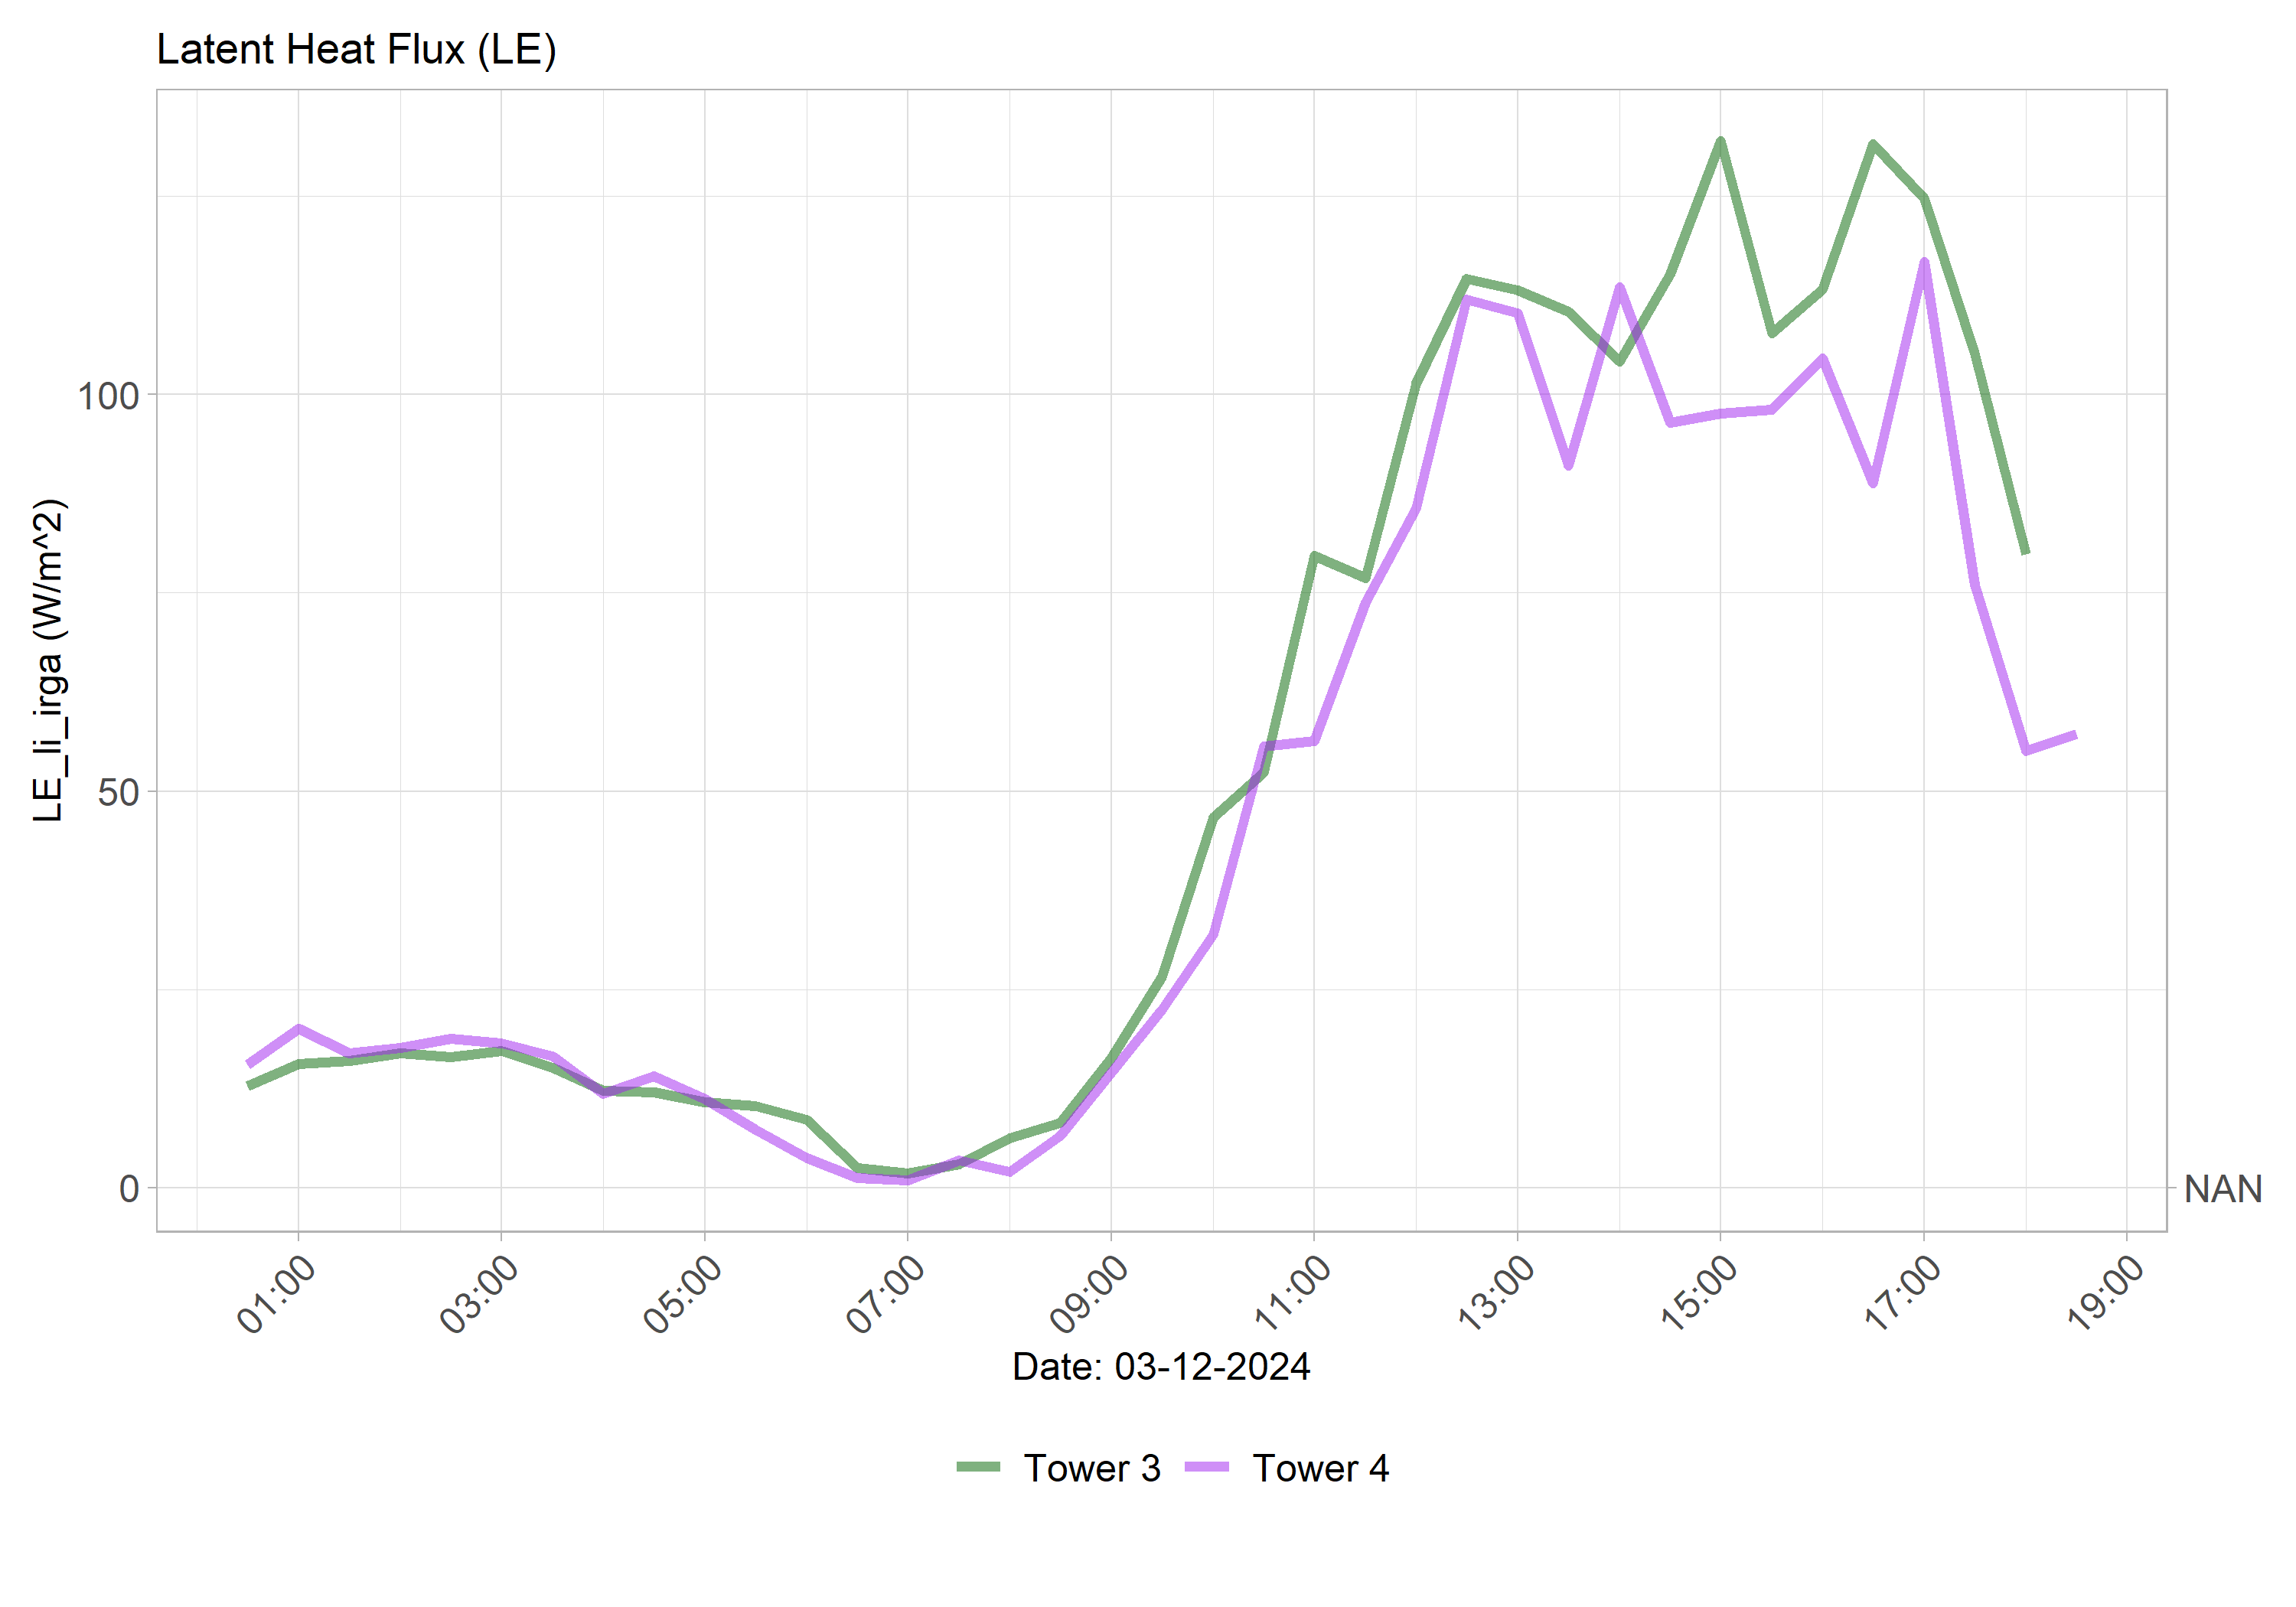 Latent Heat Flux (LE)
LE_li_irga (W/m^2)
100
50
0
NAN
01:00
03:00
05:00
07:00
09:00
11:00
13:00
15:00
17:00
19:00
Date: 03-12-2024
Tower 3
Tower 4